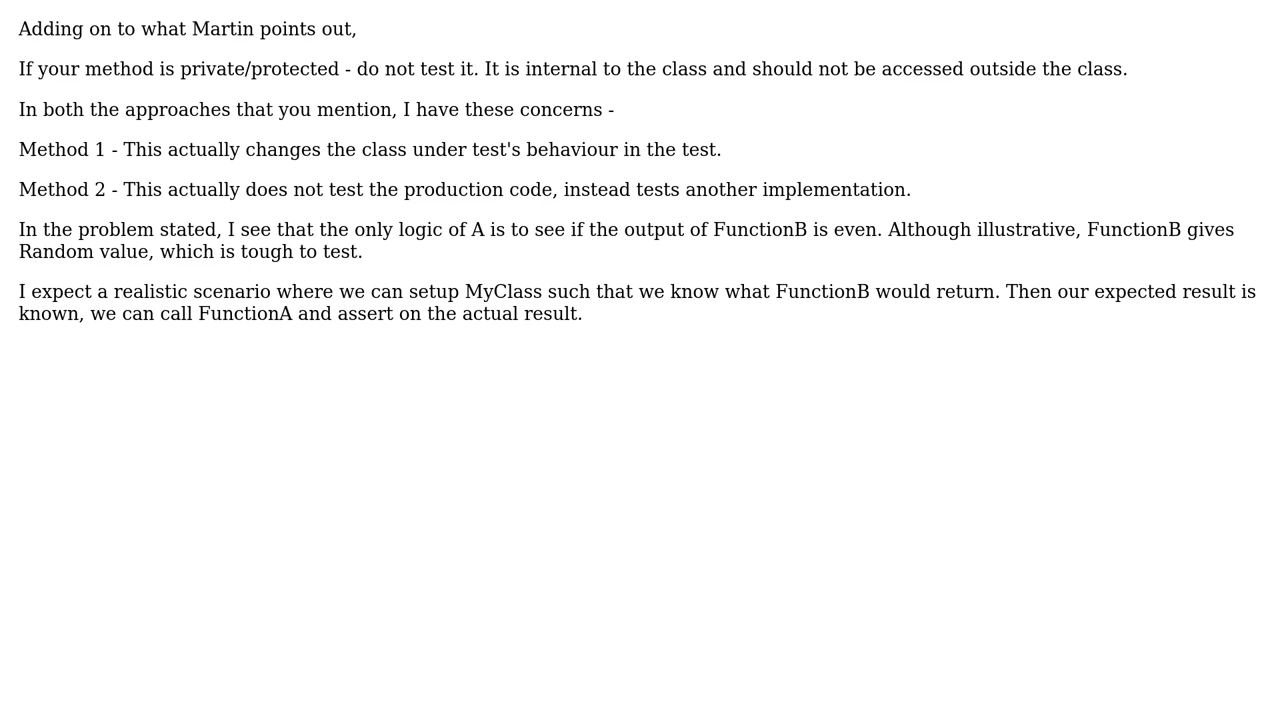 Adding on to what Martin points out,
If your method is private/protected - do not test it. It is internal to the class and should not be accessed outside the class.
In both the approaches that you mention, I have these concerns -
Method 1 - This actually changes the class under test's behaviour in the test.
Method 2 - This actually does not test the production code, instead tests another implementation.
In the problem stated, I see that the only logic of A is to see if the output of FunctionB is even. Although illustrative, FunctionB gives
Random value, which is tough to test.
I expect a realistic scenario where we can setup MyClass such that we know what FunctionB would return. Then our expected result is
known, we can call FunctionA and assert on the actual result.